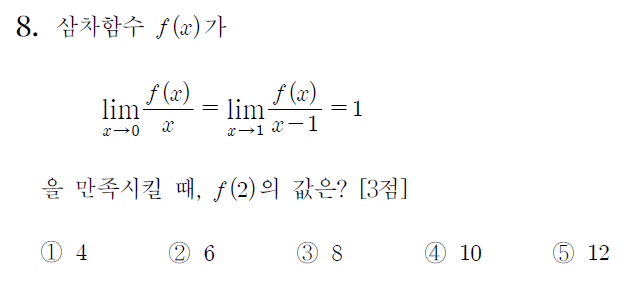 8. 삼차함수 f(x)가
lim_{x→0} f(x)/x = lim_{x→1} f(x)/(x-1) = 1
을 만족시킬 때, f(2)의 값은? [3점]
① 4 ② 6 ③ 8 ④ 10 ⑤ 12